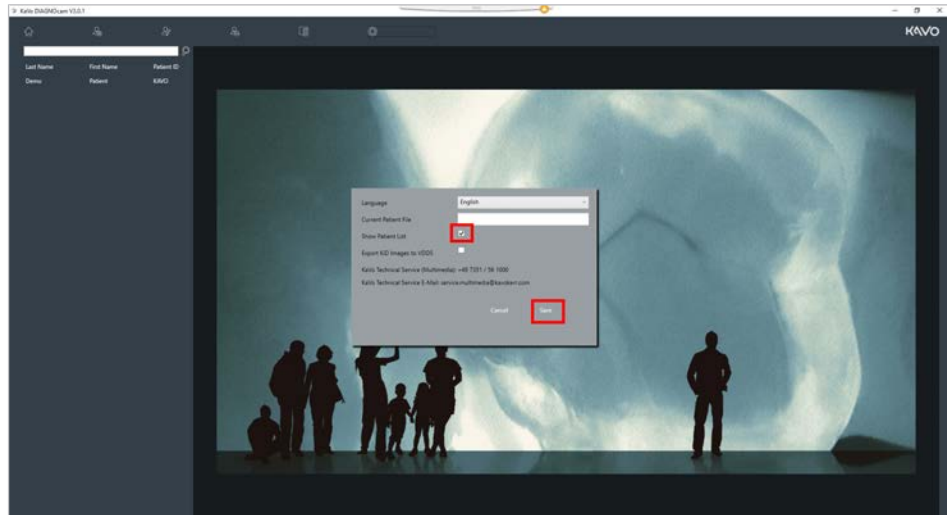 KaVo DIAGNOcam V3.0.1
KAVO
Last Name First Name Patient ID
Demo Patient KAVO
Language English
Current Patient File
Show Patient List
Export KiD Images to VDDS
KaVo Technical Service (Multimedia): +49 7351 / 56 1000
KaVo Technical Service E-Mail: service.multimedia@kavokerr.com
Cancel Save